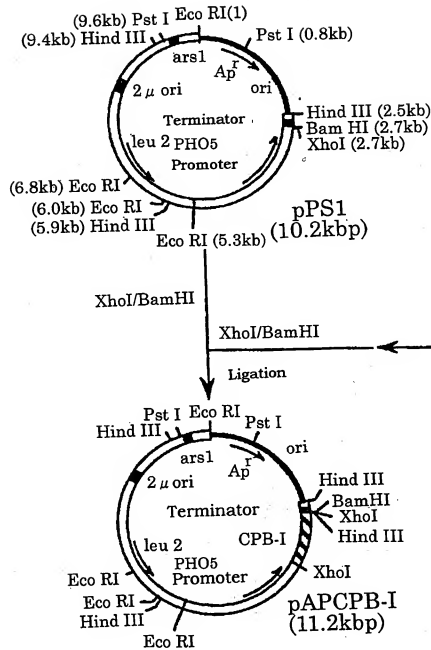 Eco RI(1)
(9.6kb) Pst I
(9.4kb) Hind III
Pst I (0.8kb)
ars1
Ap r
ori
2 μ ori
Hind III (2.5kb)
Bam HI (2.7kb)
XhoI (2.7kb)
Terminator
leu 2
PHO5
Promoter
(6.8kb) Eco RI
(6.0kb) Eco RI
(5.9kb) Hind III
Eco RI (5.3kb)
pPS1
(10.2kbp)
XhoI/BamHI
XhoI/BamHI
Ligation
Pst I
Eco RI
Hind III
Pst I
ars1
Ap r
ori
2 μ ori
Hind III
BamHI
XhoI
Hind III
Terminator
CPB-I
leu 2
PHO5
Promoter
XhoI
Eco RI
Eco RI
Hind III
Eco RI
pAPCPB-I
(11.2kbp)